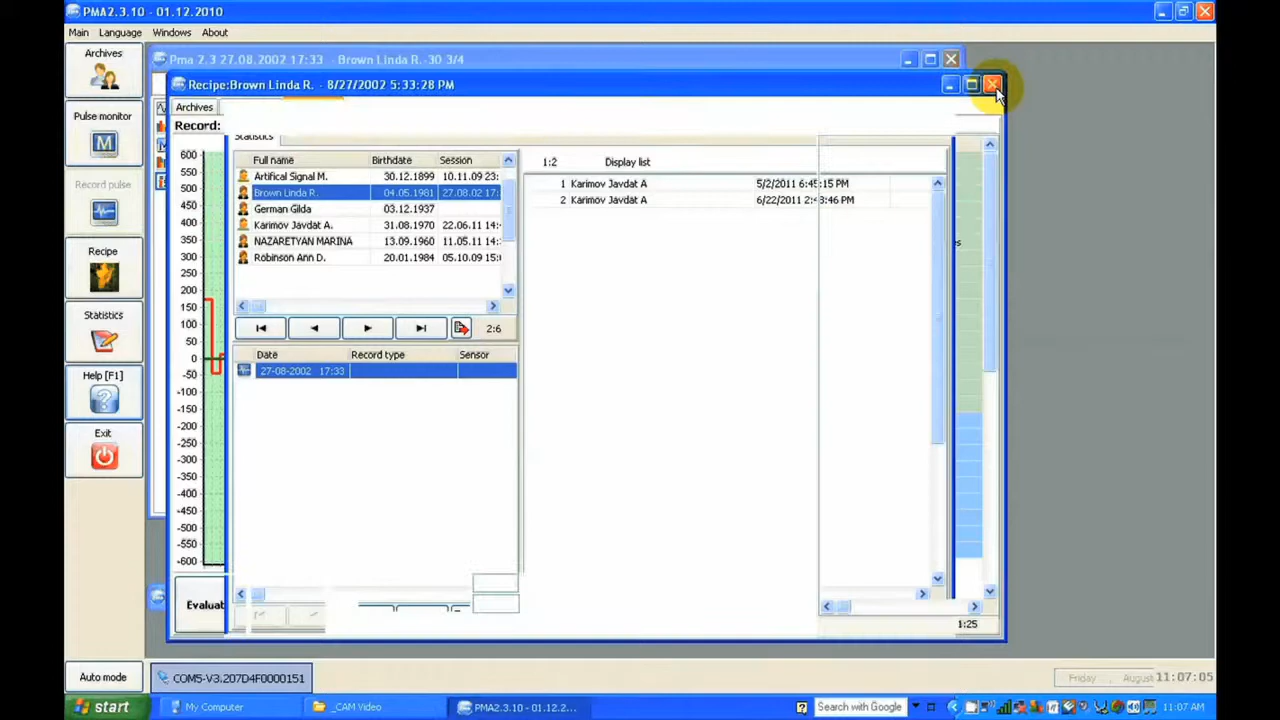 PMA2.3.10 - 01.12.2010
Main Language Windows About
Archives
Pulse monitor
Record pulse
Recipe
Statistics
Help [F1]
Exit
Auto mode
Pma 2.3 27.08.2002 17:33 - Brown Linda R.-30 3/4
Recipe:Brown Linda R. - 8/27/2002 5:33:28 PM
Archives
Record:
600
550
500
450
400
350
300
250
200
150
100
50
0
-50
-100
-150
-200
-250
-300
-350
-400
-450
-500
-550
-600
Evaluat
Statistics
Full name Birthdate Session
Artifical Signal M. 30.12.1899 10.11.09 23:
Brown Linda R. 04.05.1981 27.08.02 17:
German Gilda 03.12.1937
Karimov Javdat A. 31.08.1970 22.06.11 14:
NAZARETYAN MARINA 13.09.1960 11.05.11 14:
Robinson Ann D. 20.01.1984 05.10.09 15:
2:6
Date Record type Sensor
27-08-2002 17:33
1:2 Display list
1 Karimov Javdat A 5/2/2011 6:45:15 PM
2 Karimov Javdat A 6/22/2011 2:48:46 PM
es
1:25
COM5-V3.207D4F0000151
Friday August 11:07:05
start My Computer _CAM Video PMA2.3.10 - 01.12.2... Search with Google 11:07 AM